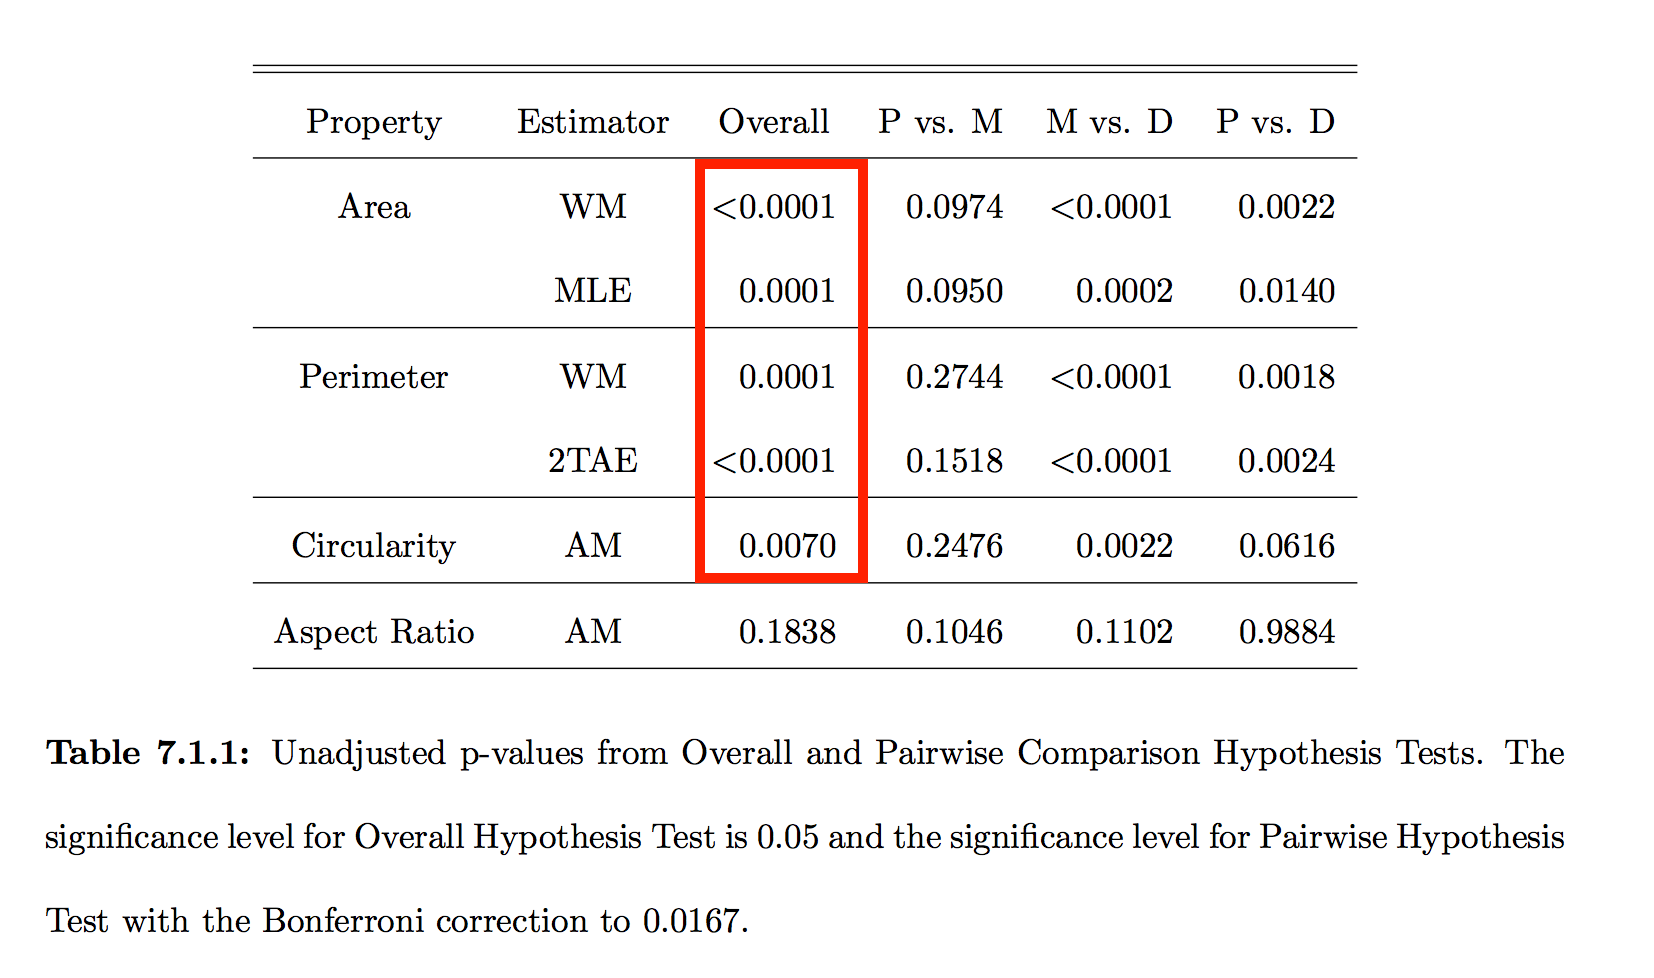 Property Estimator Overall P vs. M M vs. D P vs. D
Area WM <0.0001 0.0974 <0.0001 0.0022
MLE 0.0001 0.0950 0.0002 0.0140
Perimeter WM 0.0001 0.2744 <0.0001 0.0018
2TAE <0.0001 0.1518 <0.0001 0.0024
Circularity AM 0.0070 0.2476 0.0022 0.0616
Aspect Ratio AM 0.1838 0.1046 0.1102 0.9884
Table 7.1.1: Unadjusted p-values from Overall and Pairwise Comparison Hypothesis Tests. The
significance level for Overall Hypothesis Test is 0.05 and the significance level for Pairwise Hypothesis
Test with the Bonferroni correction to 0.0167.